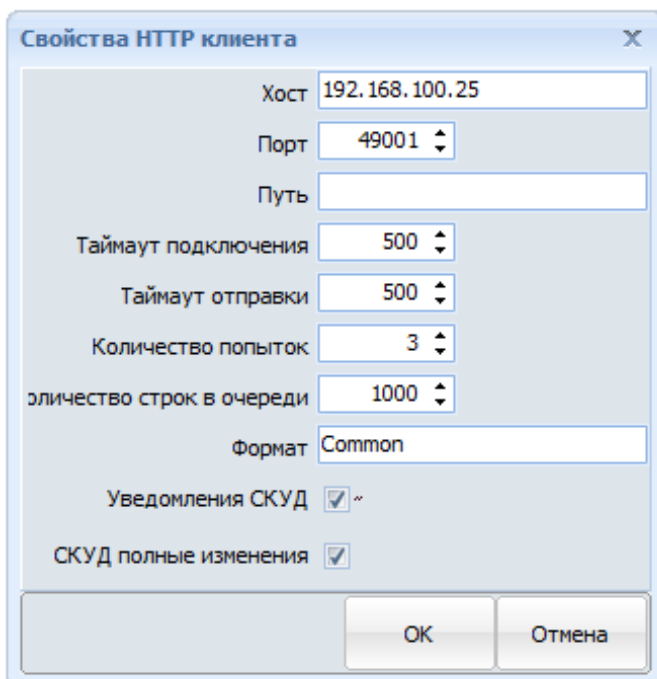 Свойства HTTP клиента
Хост 192.168.100.25
Порт 49001
Путь
Таймаут подключения 500
Таймаут отправки 500
Количество попыток 3
оличество строк в очереди 1000
Формат Common
Уведомления СКУД
СКУД полные изменения
OK Отмена